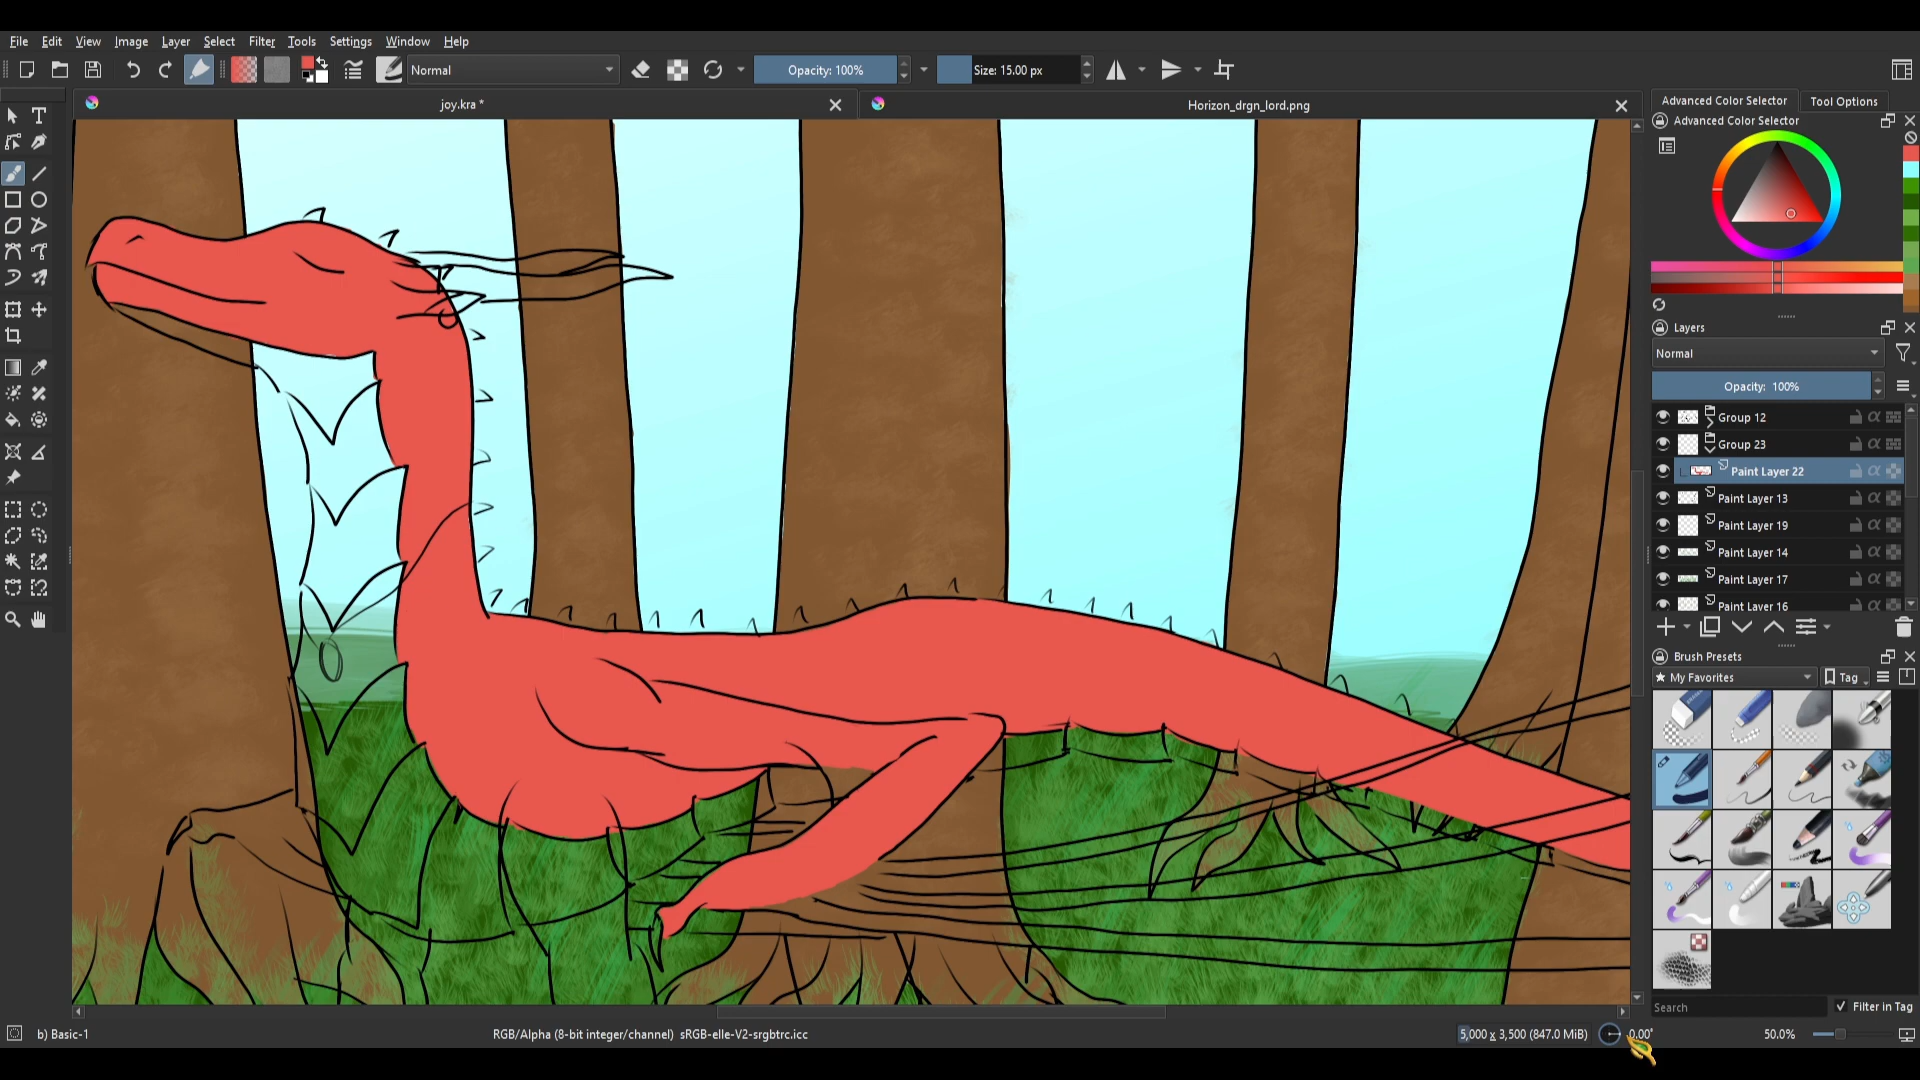 File Edit View Image Layer Select Filter Tools Settings Window Help
Normal
Opacity: 100%
Size: 15.00 px
joy.kra *
Horizon_drgn_lord.png
Advanced Color Selector
Tool Options
Advanced Color Selector
Layers
Normal
Opacity: 100%
Group 12
Group 23
Paint Layer 22
Paint Layer 13
Paint Layer 19
Paint Layer 14
Paint Layer 17
Paint Layer 16
Brush Presets
★ My Favorites
Tag
Search
Filter in Tag
b) Basic-1
RGB/Alpha (8-bit integer/channel) sRGB-elle-V2-srgbtrc.icc
5,000 x 3,500 (847.0 MiB)
0.00°
50.0%